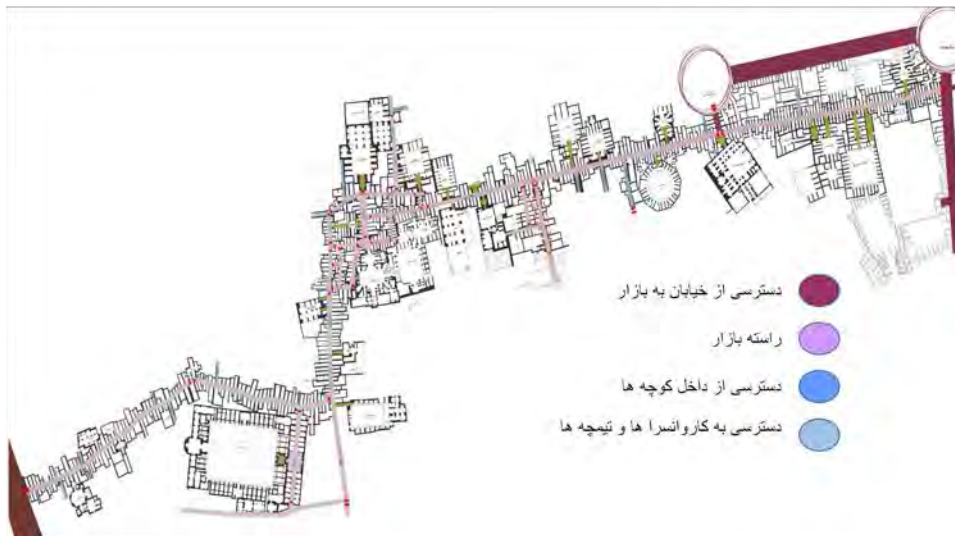 دسترسی از خیابان به بازار
راسته بازار
دسترسی از داخل کوچه ها
دسترسی به کاروانسرا ها و تیمچه ها